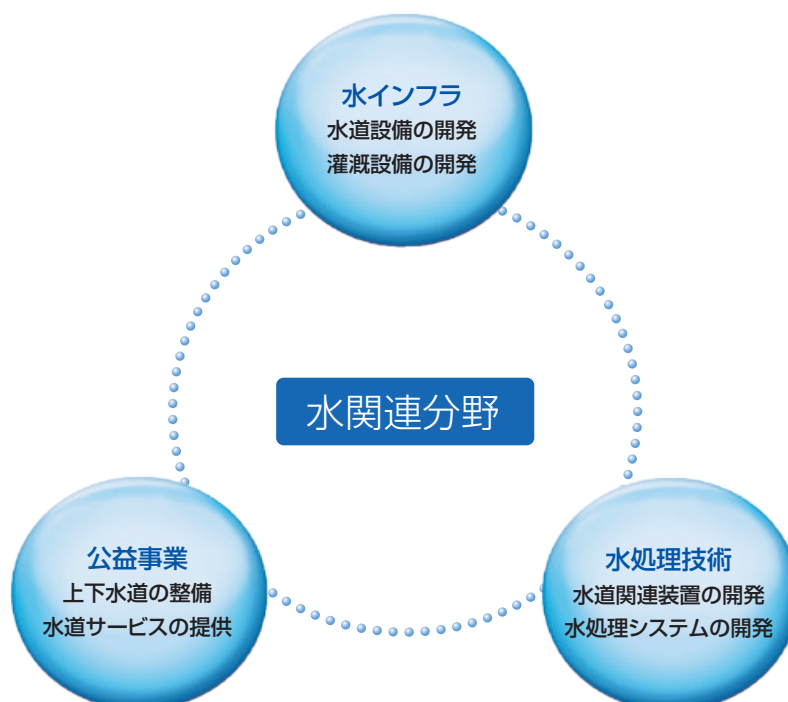 水インフラ
水道設備の開発
灌漑設備の開発
水関連分野
公益事業
上下水道の整備
水道サービスの提供
水処理技術
水道関連装置の開発
水処理システムの開発